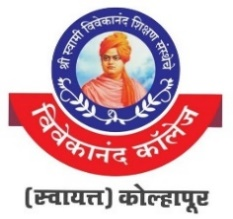 श्री स्वामी विवेकानंद शिक्षण संस्थेचे
विवेकानंद कॉलेज
(स्वायत्त) कोल्हापूर